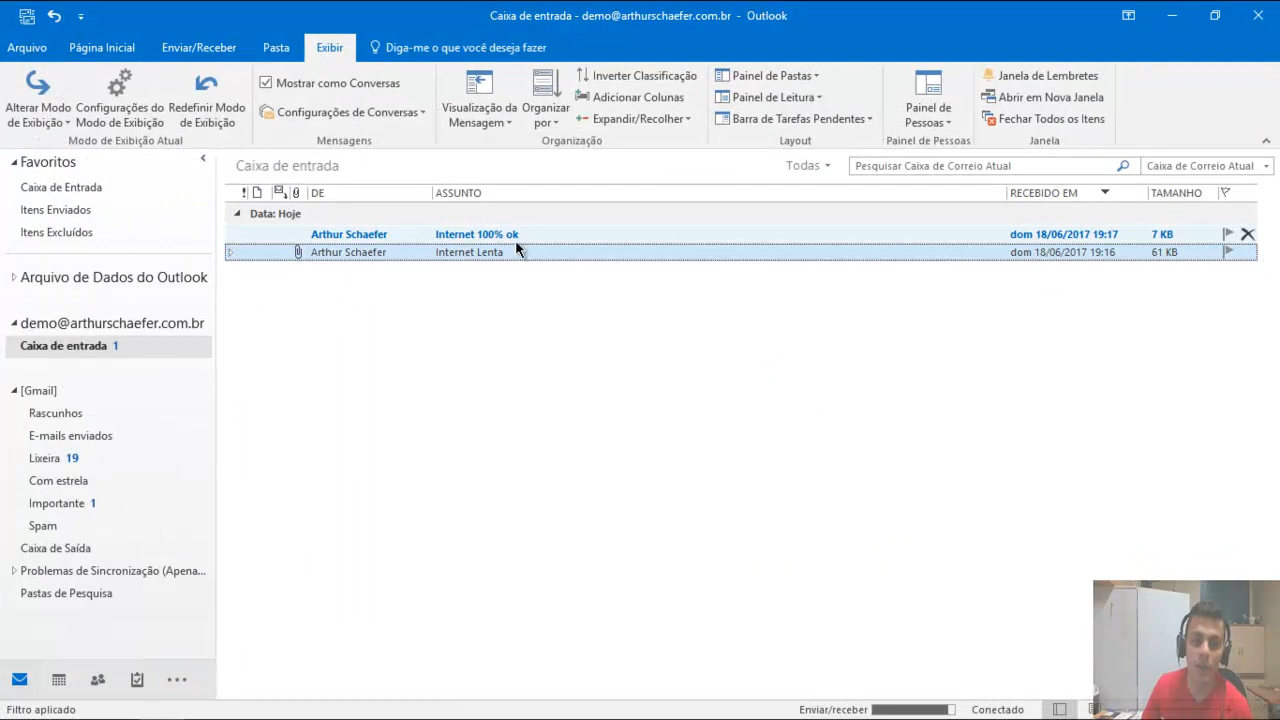 Caixa de entrada - demo@arthurschaefer.com.br - Outlook
Arquivo Página Inicial Enviar/Receber Pasta Exibir Diga-me o que você deseja fazer
Alterar Modo de Exibição
Configurações do Modo de Exibição
Redefinir Modo de Exibição
Modo de Exibição Atual
Mostrar como Conversas
Configurações de Conversas
Mensagens
Visualização da Mensagem
Organizar por
Inverter Classificação
Adicionar Colunas
Expandir/Recolher
Organização
Painel de Pastas
Painel de Leitura
Barra de Tarefas Pendentes
Layout
Painel de Pessoas
Painel de Pessoas
Janela de Lembretes
Abrir em Nova Janela
Fechar Todos os Itens
Janela
Favoritos
Caixa de Entrada
Itens Enviados
Itens Excluídos
Arquivo de Dados do Outlook
demo@arthurschaefer.com.br
Caixa de entrada 1
[Gmail]
Rascunhos
E-mails enviados
Lixeira 19
Com estrela
Importante 1
Spam
Caixa de Saída
Problemas de Sincronização (Apena...
Pastas de Pesquisa
Caixa de entrada Todas Pesquisar Caixa de Correio Atual Caixa de Correio Atual
DE ASSUNTO RECEBIDO EM TAMANHO
Data: Hoje
Arthur Schaefer Internet 100% ok dom 18/06/2017 19:17 7 KB
Arthur Schaefer Internet Lenta dom 18/06/2017 19:16 61 KB
Filtro aplicado Enviar/receber Conectado